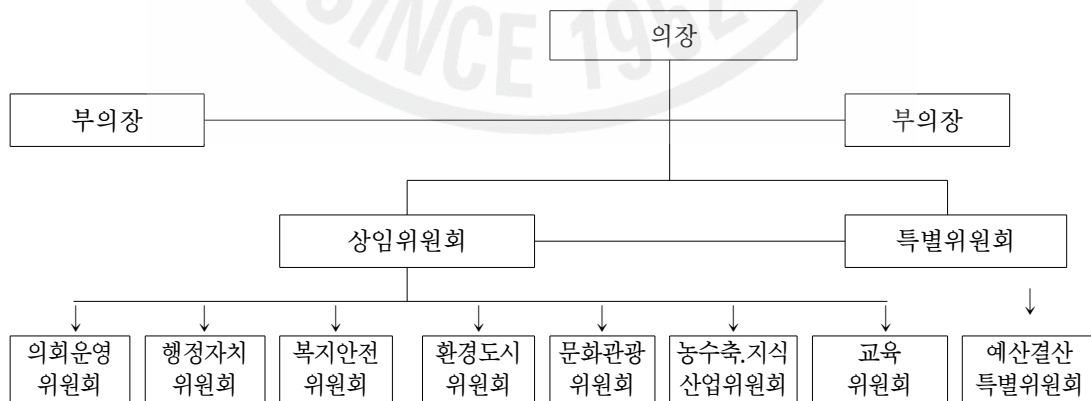 SINCE 1952
의장
부의장
부의장
상임위원회
특별위원회
의회운영
위원회
행정자치
위원회
복지안전
위원회
환경도시
위원회
문화관광
위원회
농수축.지식
산업위원회
교육
위원회
예산결산
특별위원회